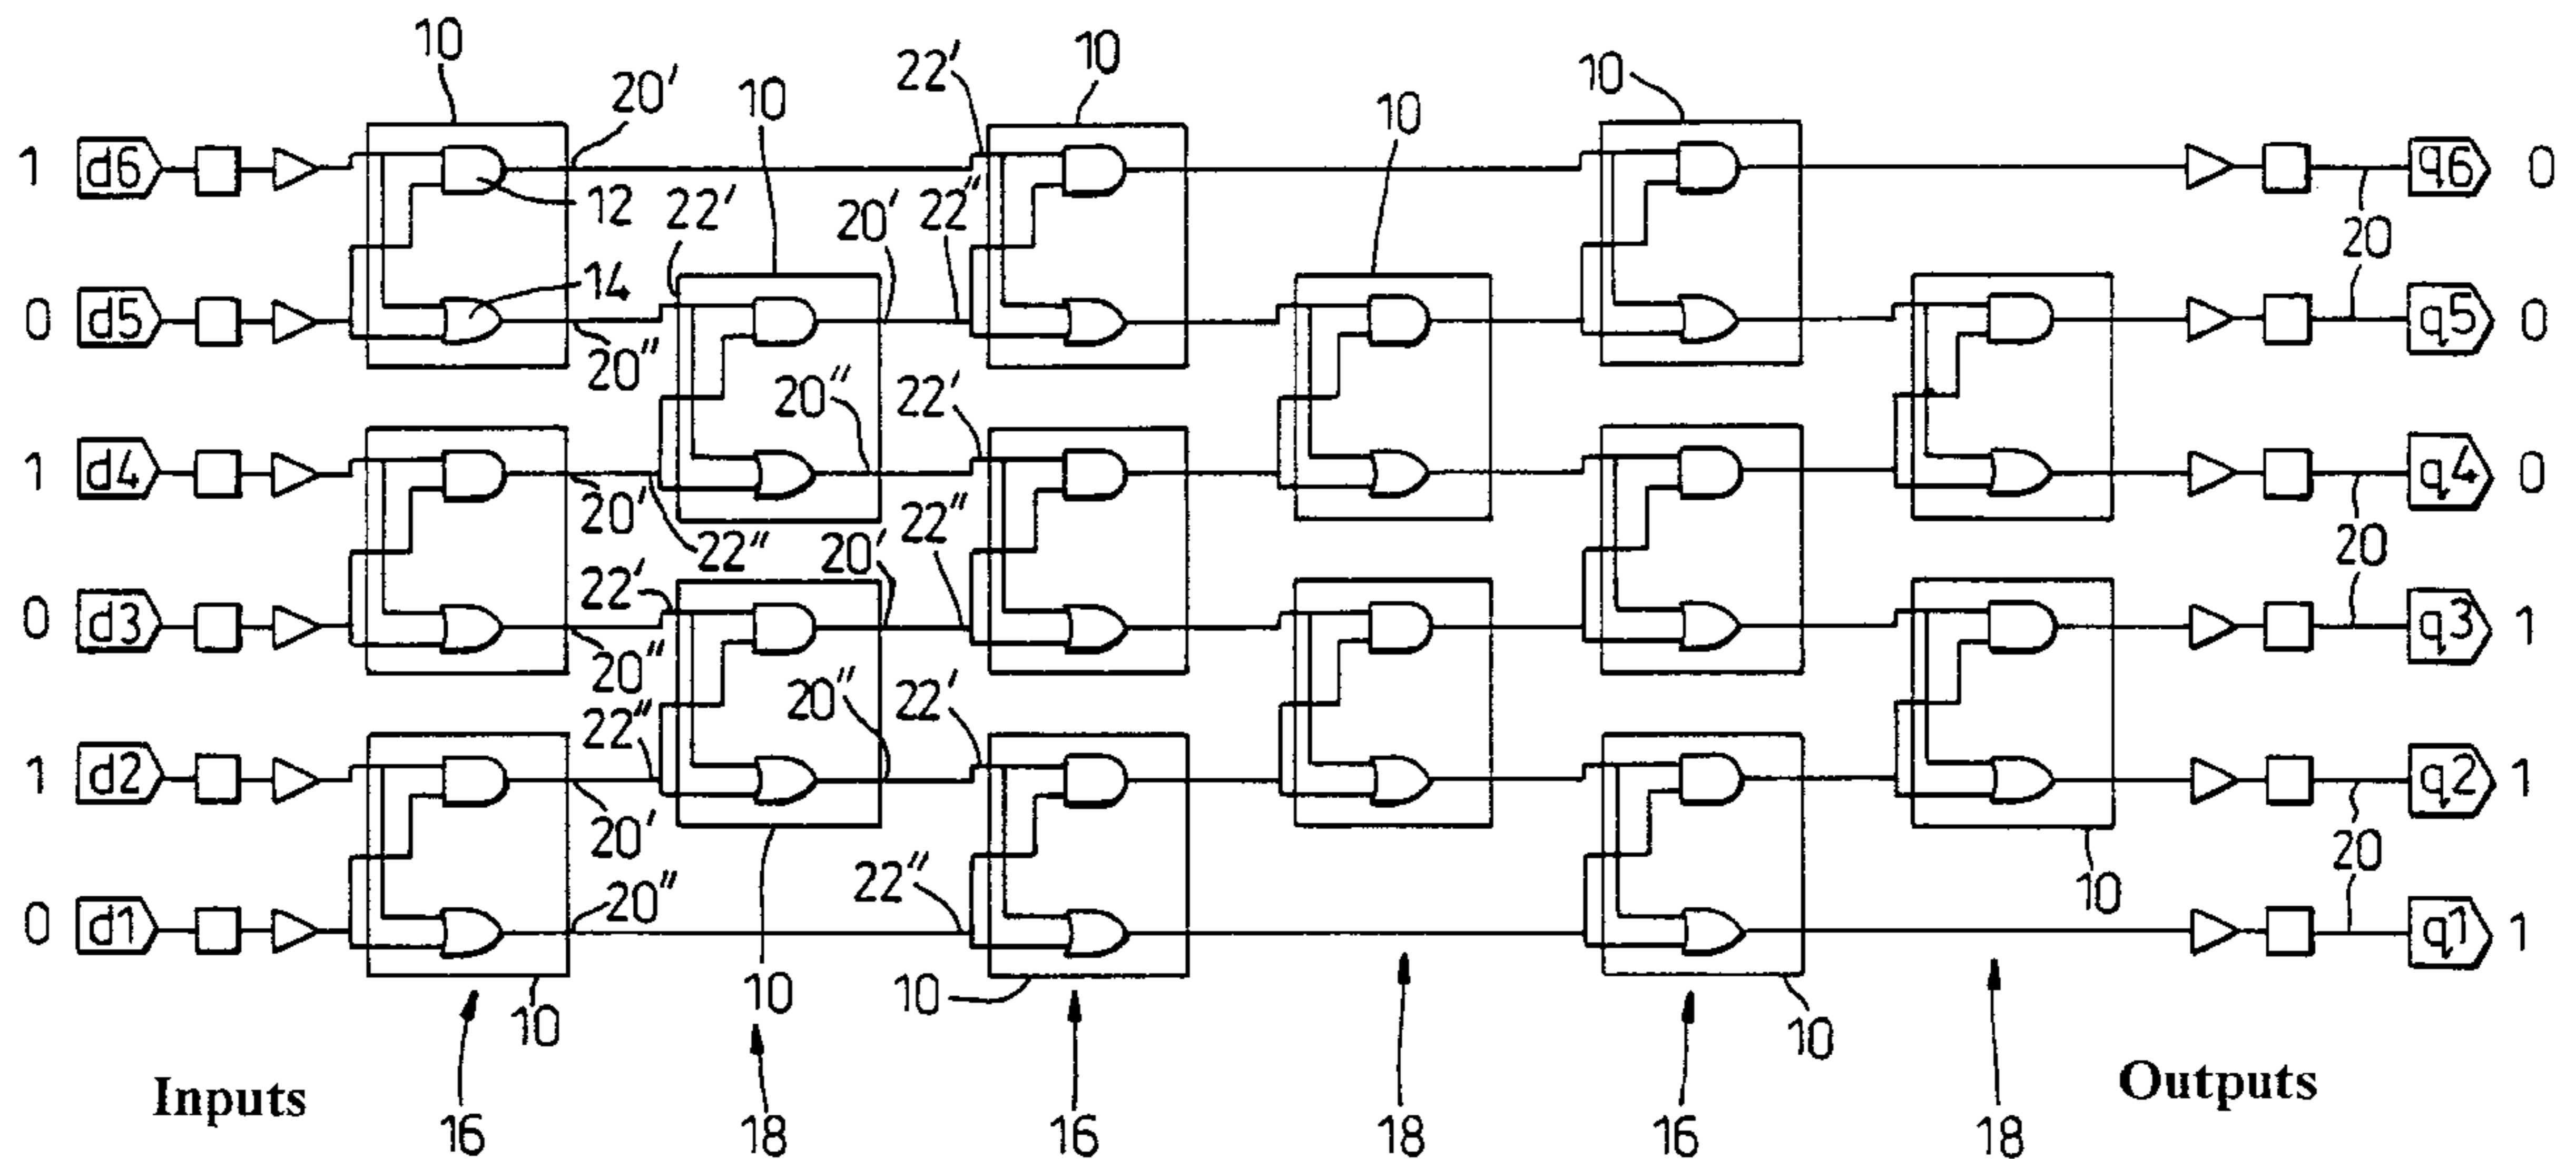 10 10 22' 10 10 10
20'
1 d6 12 q6 0
22' 20' 22" 20
0 d5 14 q5 0
20"
20" 22'
1 d4 q4 0
20' 22" 20' 22" 20
22'
0 d3 q3 1
20" 20" 22'
22"
1 d2 q2 1
20' 22" 20
10
0 d1 20" q1 1
10 10 10 10
Inputs Outputs
16 18 16 18 16 18